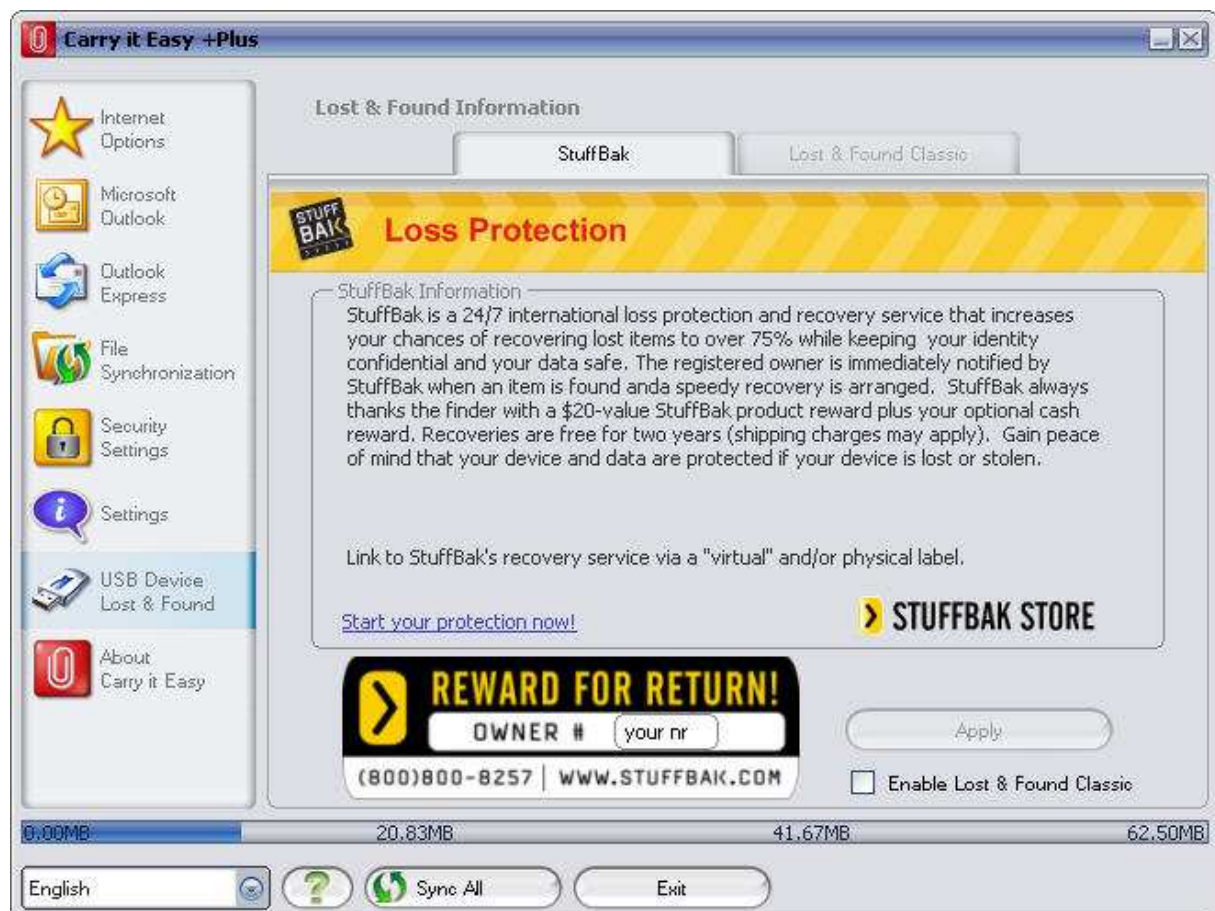 Carry it Easy +Plus
Internet
Options
Microsoft
Outlook
Outlook
Express
File
Synchronization
Security
Settings
Settings
USB Device
Lost & Found
About
Carry it Easy
Lost & Found Information
StuffBak
Lost & Found Classic
STUFF
BAK
Loss Protection
StuffBak Information
StuffBak is a 24/7 international loss protection and recovery service that increases
your chances of recovering lost items to over 75% while keeping your identity
confidential and your data safe. The registered owner is immediately notified by
StuffBak when an item is found anda speedy recovery is arranged. StuffBak always
thanks the finder with a $20-value StuffBak product reward plus your optional cash
reward. Recoveries are free for two years (shipping charges may apply). Gain peace
of mind that your device and data are protected if your device is lost or stolen.
Link to StuffBak's recovery service via a "virtual" and/or physical label.
Start your protection now!
STUFFBAK STORE
REWARD FOR RETURN!
OWNER # your nr
(800)800-8257 | WWW.STUFFBAK.COM
Apply
Enable Lost & Found Classic
0.00MB 20.83MB 41.67MB 62.50MB
English ? Sync All Exit